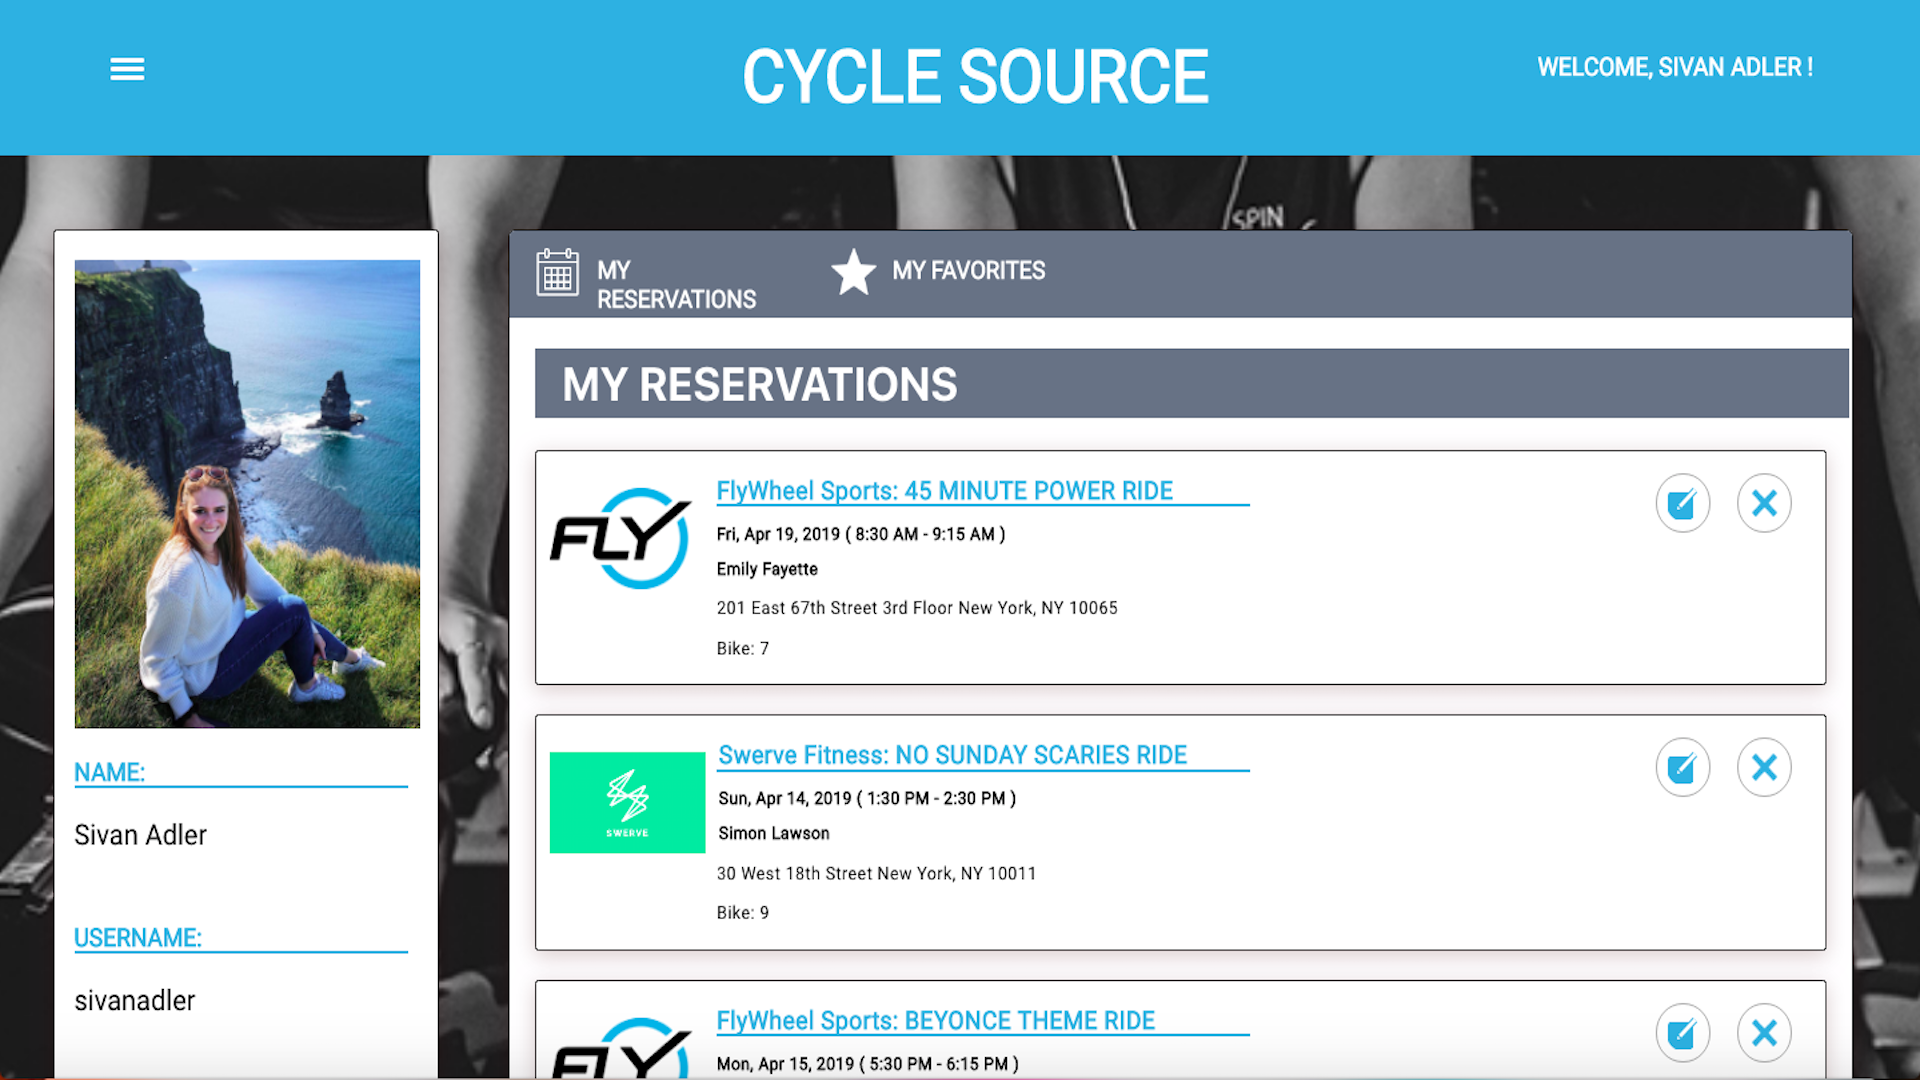 CYCLE SOURCE
WELCOME, SIVAN ADLER !
SPIN
MY
RESERVATIONS
MY FAVORITES
MY RESERVATIONS
FLY
FlyWheel Sports: 45 MINUTE POWER RIDE
Fri, Apr 19, 2019 ( 8:30 AM - 9:15 AM )
Emily Fayette
201 East 67th Street 3rd Floor New York, NY 10065
Bike: 7
SWERVE
Swerve Fitness: NO SUNDAY SCARIES RIDE
Sun, Apr 14, 2019 ( 1:30 PM - 2:30 PM )
Simon Lawson
30 West 18th Street New York, NY 10011
Bike: 9
FLY
FlyWheel Sports: BEYONCE THEME RIDE
Mon, Apr 15, 2019 ( 5:30 PM - 6:15 PM )
NAME:
Sivan Adler
USERNAME:
sivanadler